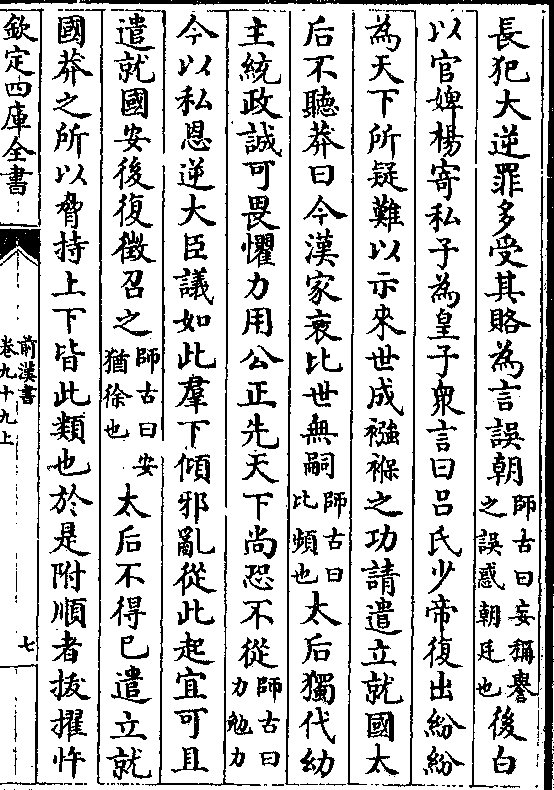 長犯大逆罪多受其賂為言誤朝師古曰妄稱譽之誤惑朝廷也後白
以官婢楊寄私子為皇子衆言曰吕氏少帝復出紛紛
為天下所疑難以示來世成襁褓之功請遣立就國太
后不聽莽曰今漢家衰比世無嗣師古曰比頻也太后獨代幼
主統政誠可畏懼力用公正先天下尚恐不從師古曰力勉力
今以私恩逆大臣議如此羣下傾邪亂從此起宜可且
遣就國安後復徵召之師古曰安猶徐也太后不得已遣立就
國莽之所以脅持上下皆此類也於是附順者拔擢忤
欽定四庫全書
前漢書
卷九十九上
七